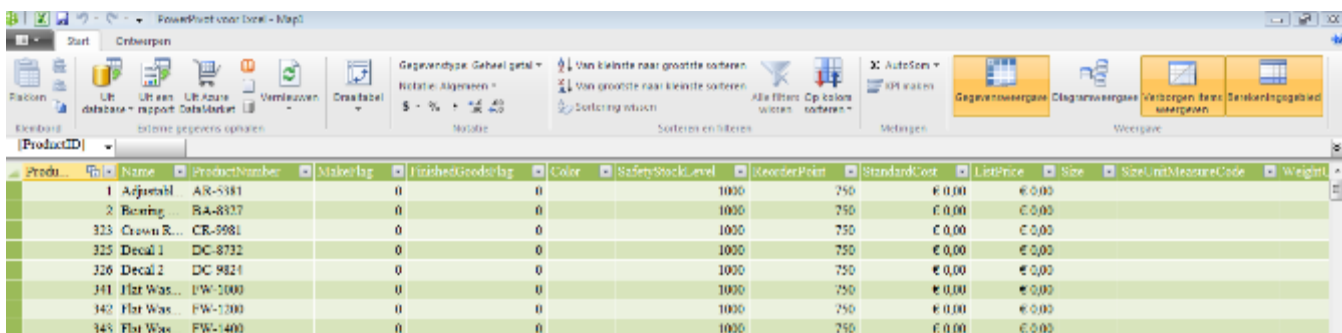 PowerPivot voor Excel - Map1
Start Ontwerpen
Plakken
Uit database
Uit een rapport
Uit Azure DataMarket
Vernieuwen
Draaitabel
Gegevenstype: Geheel getal
Notatie: Algemeen
$ %
Van kleinste naar grootste sorteren
Van grootste naar kleinste sorteren
Sortering wissen
Alle filters wissen
Op kolom sorteren
AutoSom
KPI maken
Gegevensweergave
Diagramweergave
Verborgen items weergeven
Berekeningsgebied
Klembord Externe gegevens ophalen Notatie Sorteren en filteren Metingen Weergave
[ProductID]
Produ... Name ProductNumber MakeFlag FinishedGoodsFlag Color SafetyStockLevel ReorderPoint StandardCost ListPrice Size SizeUnitMeasureCode
1 Adjustabl... AR-5381 0 0 1000 750 € 0,00 € 0,00
2 Bearing ... BA-8327 0 0 1000 750 € 0,00 € 0,00
323 Crown R... CR-9981 0 0 1000 750 € 0,00 € 0,00
325 Decal 1 DC-8732 0 0 1000 750 € 0,00 € 0,00
326 Decal 2 DC-9824 0 0 1000 750 € 0,00 € 0,00
341 Flat Was... FW-1000 0 0 1000 750 € 0,00 € 0,00
342 Flat Was... FW-1200 0 0 1000 750 € 0,00 € 0,00
343 Flat Was... FW-1400 0 0 1000 750 € 0,00 € 0,00